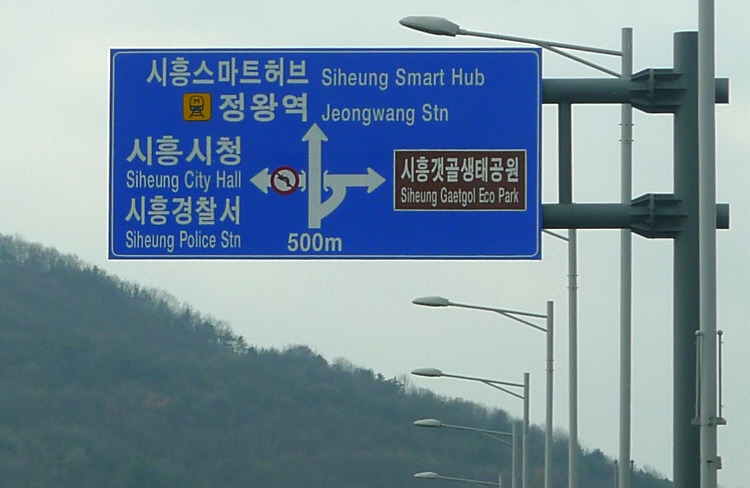 시흥스마트허브 Siheung Smart Hub
M 정왕역 Jeongwang Stn
시흥시청
Siheung City Hall
시흥경찰서
Siheung Police Stn
시흥갯골생태공원
Siheung Gaetgol Eco Park
500m